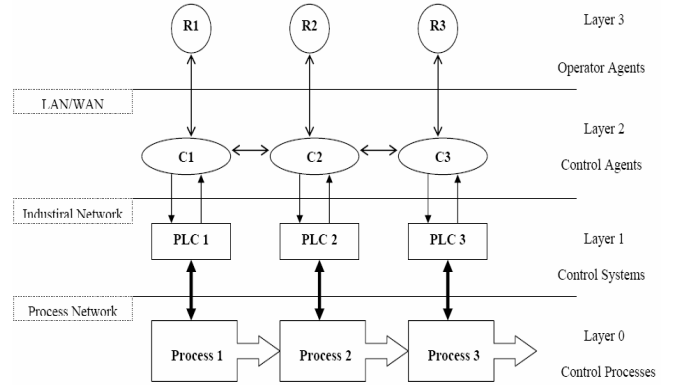 R1 R2 R3 Layer 3
Operator Agents
LAN/WAN
Layer 2
C1 C2 C3
Control Agents
Industiral Network
PLC 1 PLC 2 PLC 3 Layer 1
Control Systems
Process Network
Layer 0
Process 1 Process 2 Process 3
Control Processes